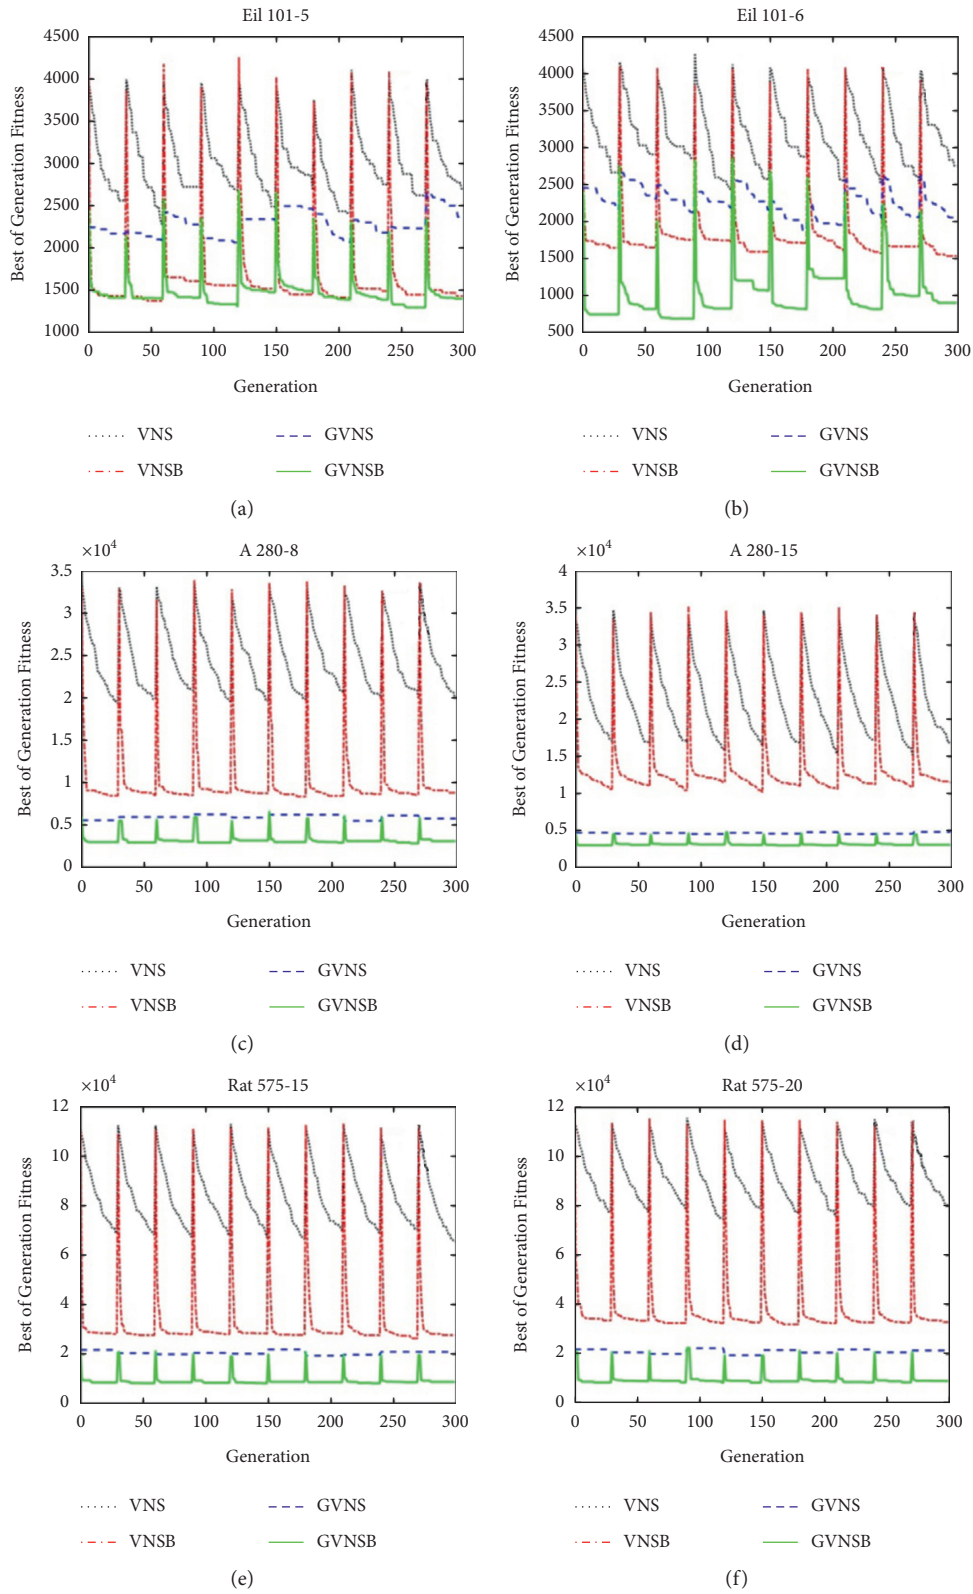 Eil 101-5
Best of Generation Fitness
4500
4000
3500
3000
2500
2000
1500
1000
0 50 100 150 200 250 300
Generation
VNS GVNS
VNSB GVNSB
(a)
Eil 101-6
Best of Generation Fitness
4500
4000
3500
3000
2500
2000
1500
1000
500
0 50 100 150 200 250 300
Generation
VNS GVNS
VNSB GVNSB
(b)
×10⁴ A 280-8
Best of Generation Fitness
3.5
3
2.5
2
1.5
1
0.5
0
0 50 100 150 200 250 300
Generation
VNS GVNS
VNSB GVNSB
(c)
×10⁴ A 280-15
Best of Generation Fitness
4
3.5
3
2.5
2
1.5
1
0.5
0
0 50 100 150 200 250 300
Generation
VNS GVNS
VNSB GVNSB
(d)
×10⁴ Rat 575-15
Best of Generation Fitness
12
10
8
6
4
2
0
0 50 100 150 200 250 300
Generation
VNS GVNS
VNSB GVNSB
(e)
×10⁴ Rat 575-20
Best of Generation Fitness
12
10
8
6
4
2
0
0 50 100 150 200 250 300
Generation
VNS GVNS
VNSB GVNSB
(f)